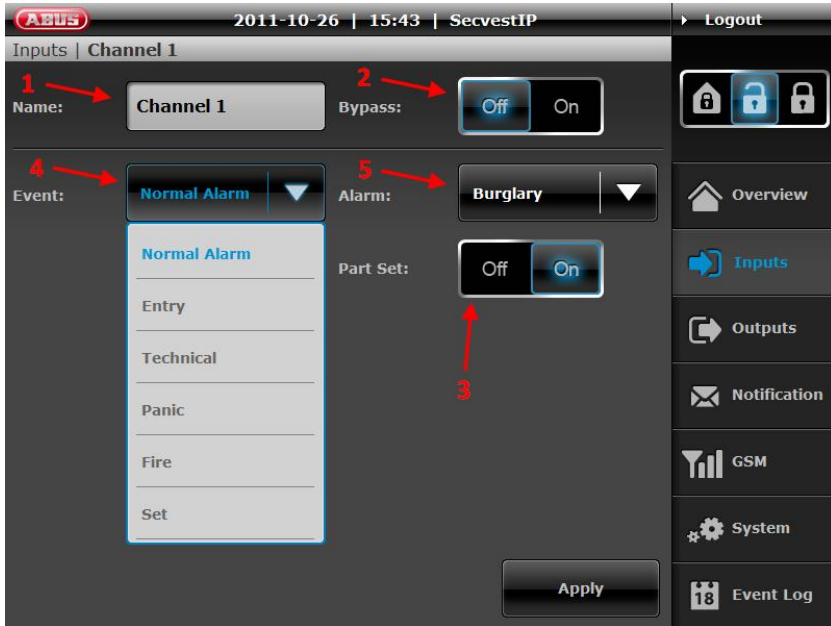 ABUS 2011-10-26 | 15:43 | SecvestIP Logout
Inputs | Channel 1
1 2
Name: Channel 1 Bypass: Off On
4 5
Event: Normal Alarm Alarm: Burglary Overview
Normal Alarm Part Set: Off On Inputs
Entry
Technical 3 Outputs
Panic Notification
Fire GSM
Set System
Apply 18 Event Log